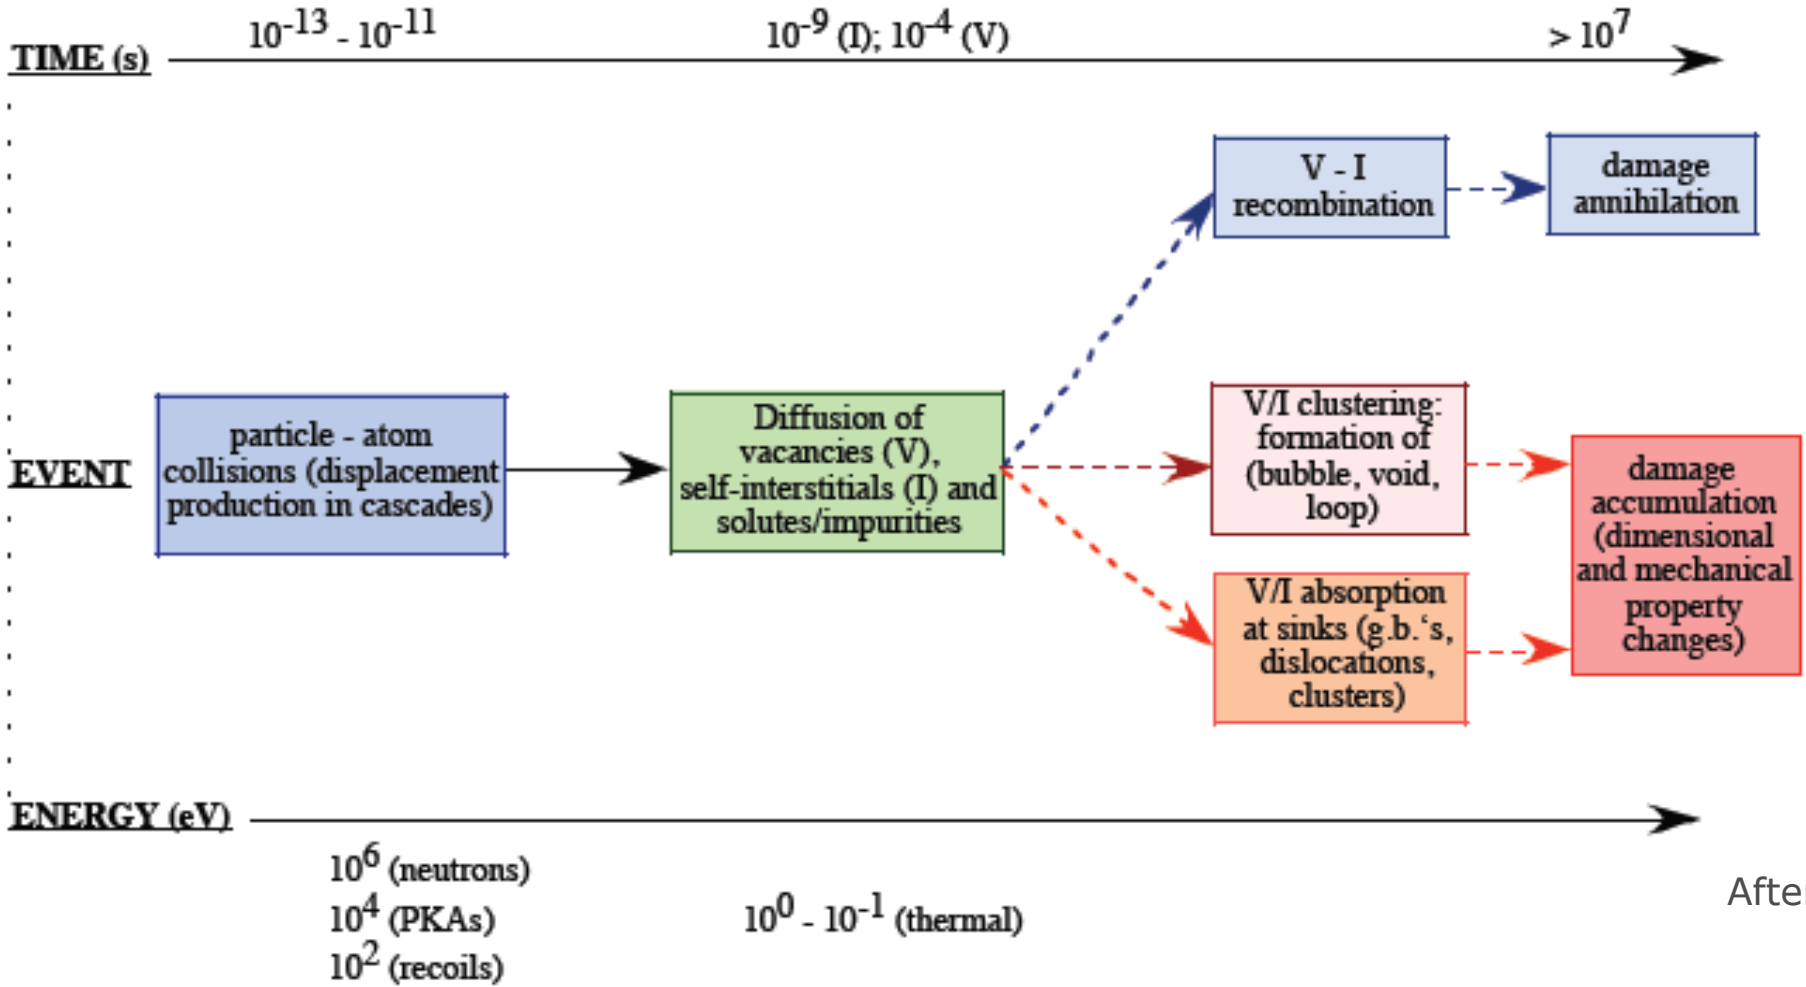 10-13 - 10-11
10-9 (I); 10-4 (V)
> 107
TIME (s)
V - I
recombination
damage
annihilation
particle - atom
collisions (displacement
production in cascades)
EVENT
Diffusion of
vacancies (V),
self-interstitials (I) and
solutes/impurities
V/I clustering:
formation of
(bubble, void,
loop)
V/I absorption
at sinks (g.b.‘s,
dislocations,
clusters)
damage
accumulation
(dimensional
and mechanical
property
changes)
ENERGY (eV)
106 (neutrons)
104 (PKAs)
102 (recoils)
100 - 10-1 (thermal)
After